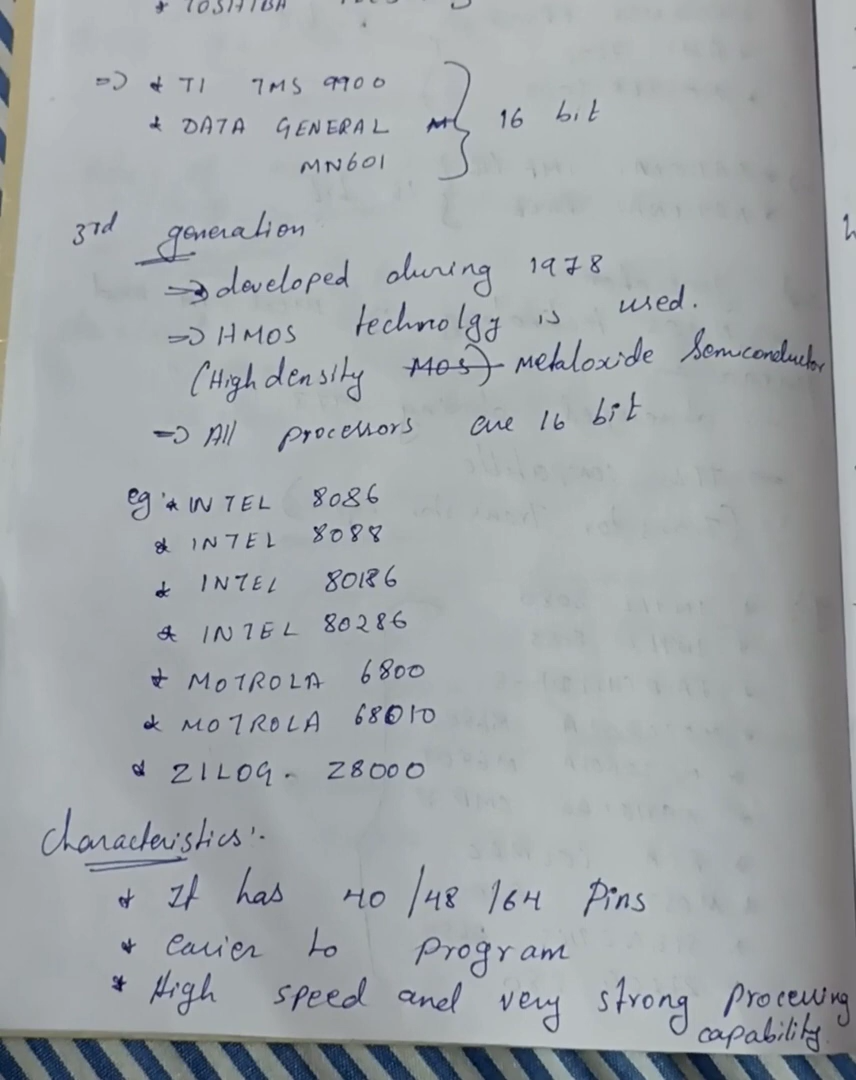 * TOSHIBA
=> * TI TMS 9900
* DATA GENERAL
MN601
16 bit
3rd generation
=> developed during 1978
=> HMOS technolgy is used.
(High density MOS) metaloxide Semiconductor
=> All processors are 16 bit
eg:* INTEL 8086
* INTEL 8088
* INTEL 80186
* INTEL 80286
* MOTROLA 6800
* MOTROLA 68010
* ZILOG - Z8000
Characteristics:-
* It has 40/48/64 Pins
* easier to program
* High speed and very strong processing
capability.